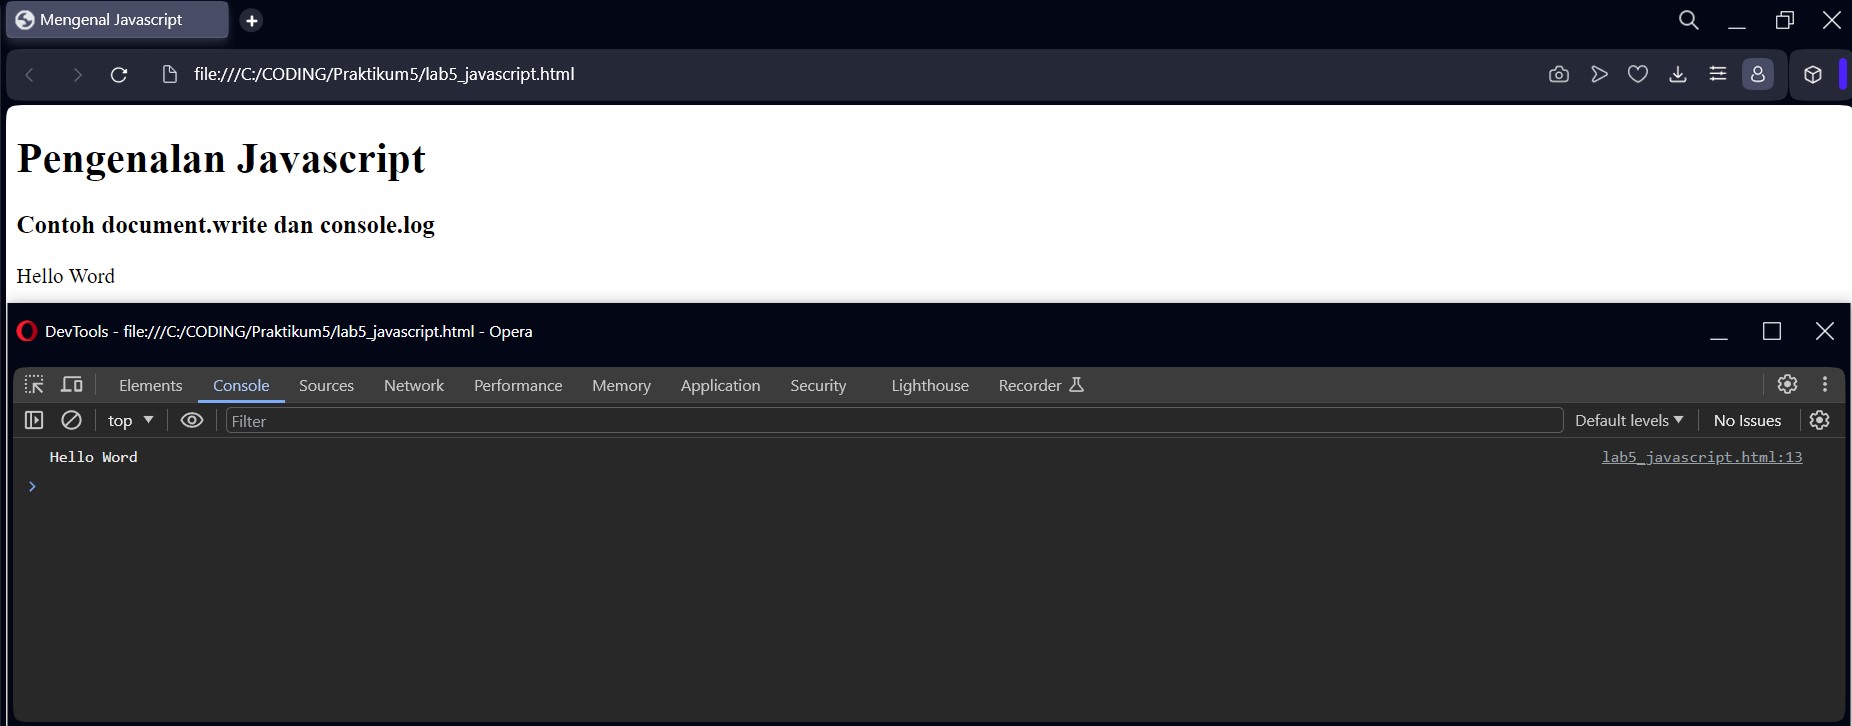 Mengenal Javascript
file:///C:/CODING/Praktikum5/lab5_javascript.html
Pengenalan Javascript
Contoh document.write dan console.log
Hello Word
DevTools - file:///C:/CODING/Praktikum5/lab5_javascript.html - Opera
Elements Console Sources Network Performance Memory Application Security Lighthouse Recorder
top Filter Default levels No Issues
Hello Word lab5_javascript.html:13